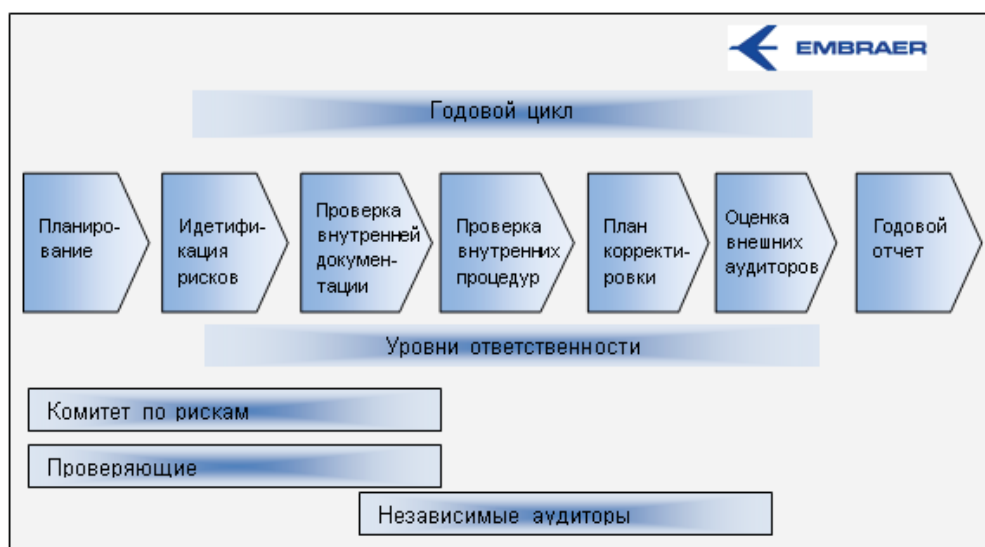 EMBRAER
Годовой цикл
Планиро-
вание
Идетифи-
кация
рисков
Проверка
внутренней
докумен-
тации
Проверка
внутренних
процедур
План
корректи-
ровки
Оценка
внешних
аудиторов
Годовой
отчет
Уровни ответственности
Комитет по рискам
Проверяющие
Независимые аудиторы